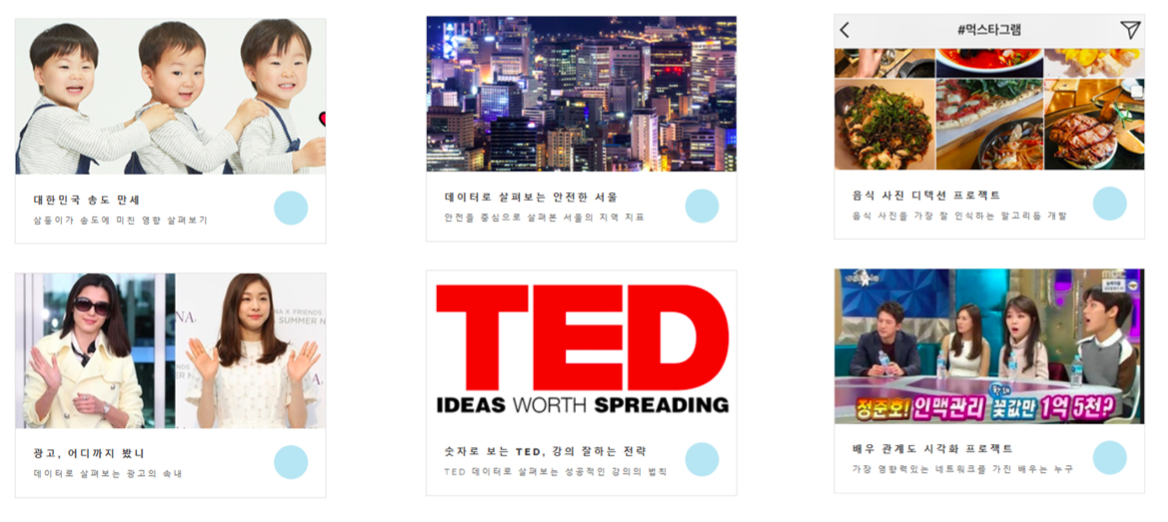 대한민국 송도 만세
삼둥이가 송도에 미친 영향 살펴보기
데이터로 살펴보는 안전한 서울
안전을 중심으로 살펴본 서울의 지역 지표
#먹스타그램
음식 사진 디텍션 프로젝트
음식 사진을 가장 잘 인식하는 알고리듬 개발
NA.
NA X FRIENDS
SUMMER N
광고, 어디까지 봤니
데이터로 살펴보는 광고의 속내
TED
IDEAS WORTH SPREADING
숫자로 보는 TED, 강의 잘하는 전략
TED 데이터로 살펴보는 성공적인 강의의 법칙
정준호! 인맥관리 꽃값만 1억 5천?
배우 관계도 시각화 프로젝트
가장 영향력있는 네트워크를 가진 배우는 누구